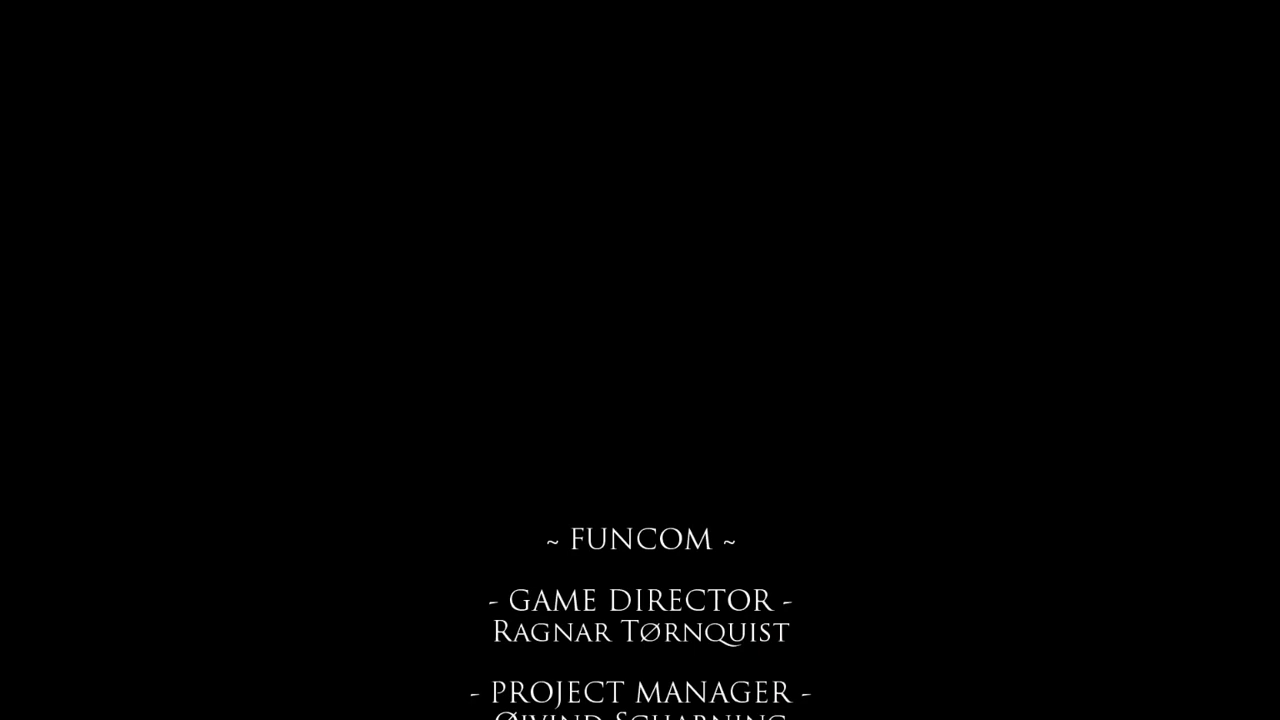 ~ FUNCOM ~
- GAME DIRECTOR -
Ragnar Tørnquist
- PROJECT MANAGER -